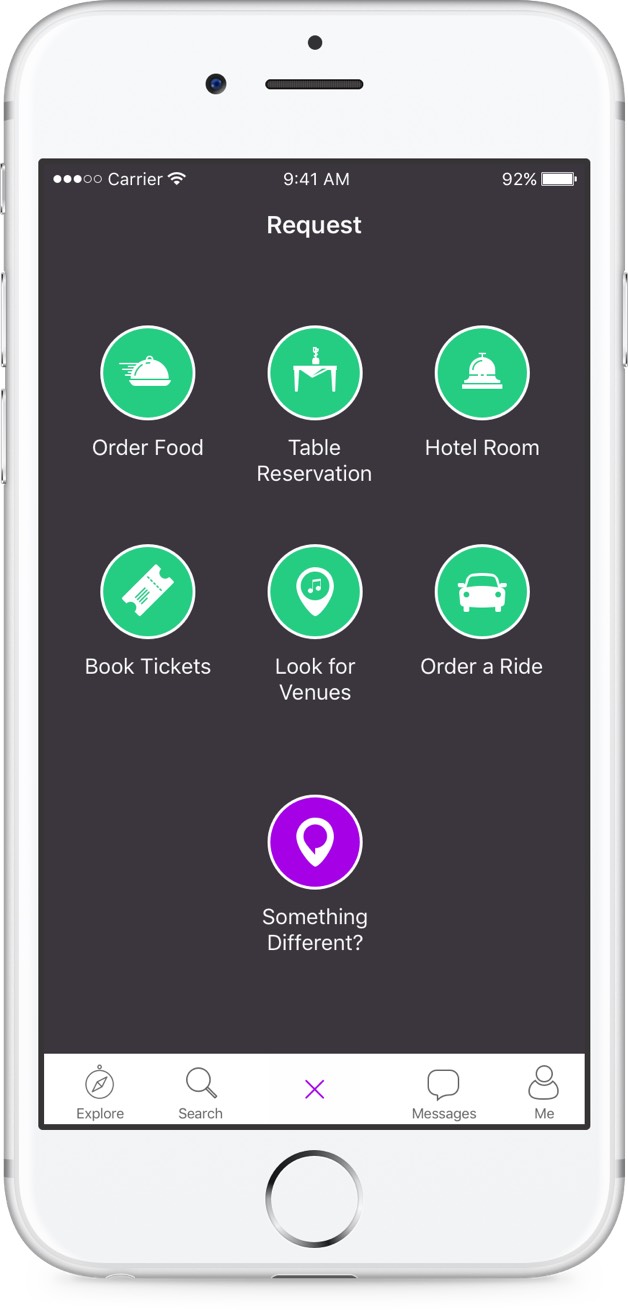 Carrier 9:41 AM 92%
Request
Order Food Table Hotel Room
Reservation
Book Tickets Look for Order a Ride
Venues
Something
Different?
Explore Search Messages Me